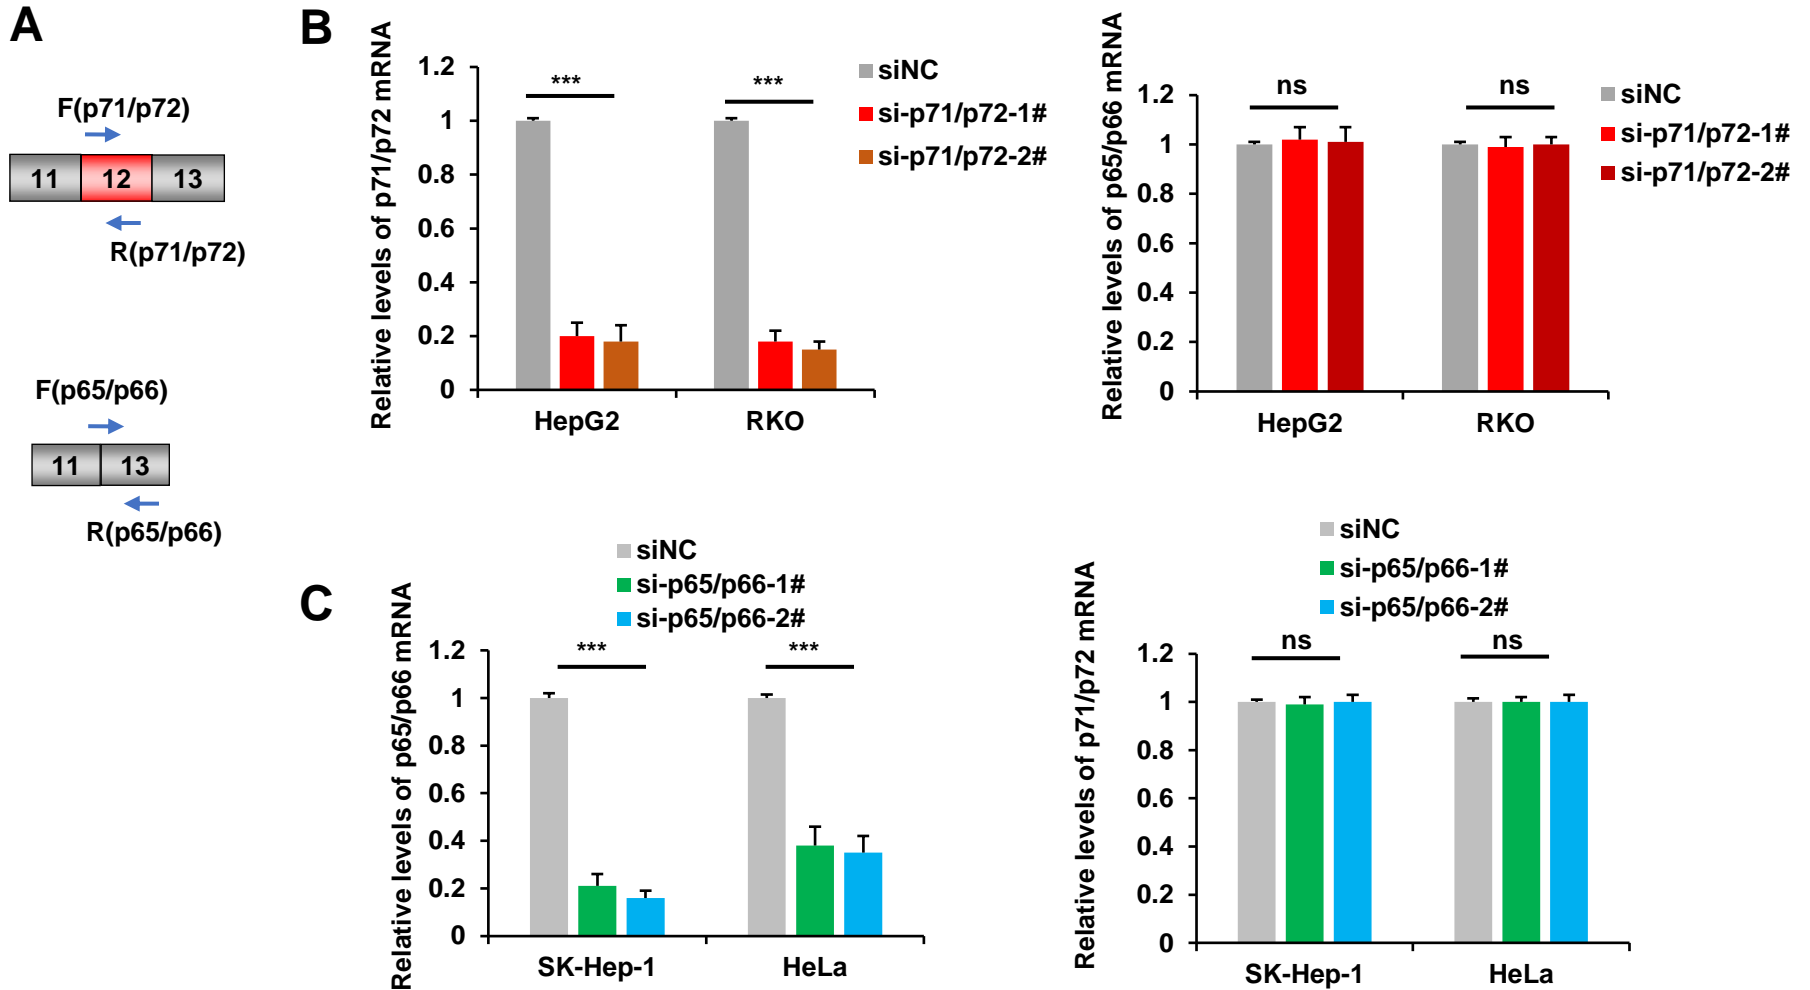 A
F(p71/p72)
11 12 13
R(p71/p72)
F(p65/p66)
11 13
R(p65/p66)
B
Relative levels of p71/p72 mRNA
1.2
1
0.8
0.6
0.4
0.2
0
*** ***
HepG2 RKO
siNC
si-p71/p72-1#
si-p71/p72-2#
Relative levels of p65/p66 mRNA
1.2
1
0.8
0.6
0.4
0.2
0
ns ns
HepG2 RKO
siNC
si-p71/p72-1#
si-p71/p72-2#
C
siNC
si-p65/p66-1#
si-p65/p66-2#
Relative levels of p65/p66 mRNA
1.2
1
0.8
0.6
0.4
0.2
0
*** ***
SK-Hep-1 HeLa
siNC
si-p65/p66-1#
si-p65/p66-2#
Relative levels of p71/p72 mRNA
1.2
1
0.8
0.6
0.4
0.2
0
ns ns
SK-Hep-1 HeLa